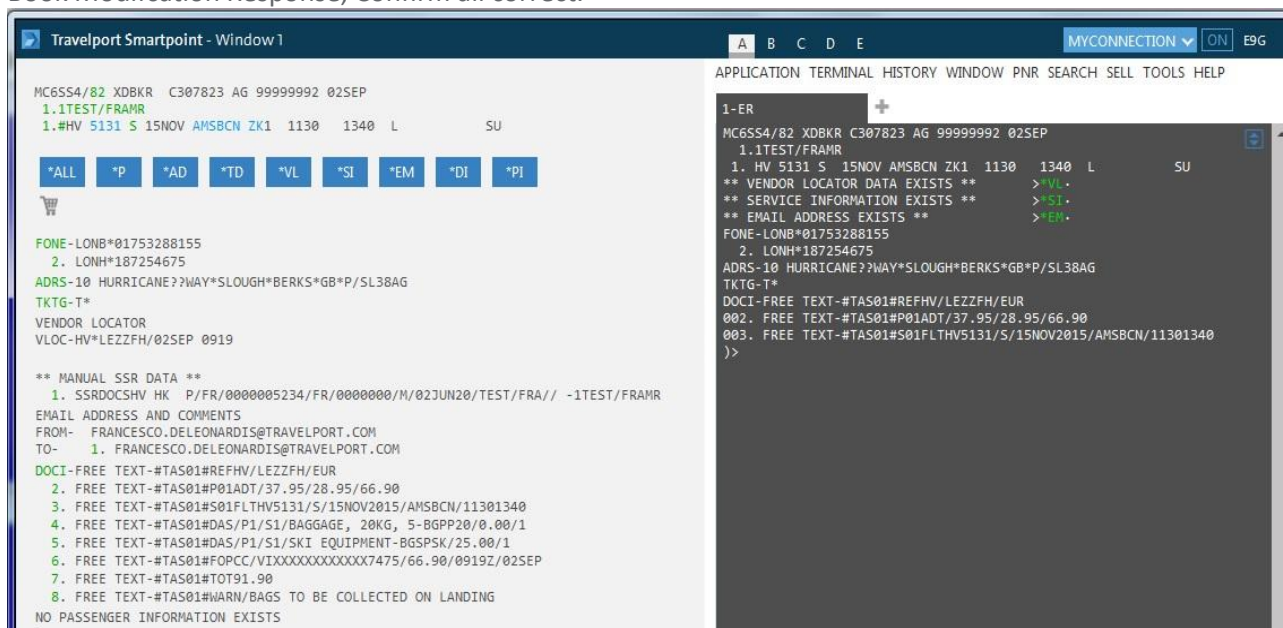 Travelport Smartpoint - Window 1
A B C D E
MYCONNECTION ON E9G
MC6SS4/82 XDBKR C307823 AG 99999992 02SEP
1.1TEST/FRAMR
1.#HV 5131 S 15NOV AMSBCN ZK1 1130 1340 L SU
*ALL *P *AD *TD *VL *SI *EM *DI *PI
FONE-LONB*01753288155
2. LONH*187254675
ADRS-10 HURRICANE??WAY*SLOUGH*BERKS*GB*P/SL38AG
TKTG-T*
VENDOR LOCATOR
VLOC-HV*LEZZFH/02SEP 0919
** MANUAL SSR DATA **
1. SSRDOCSHV HK P/FR/0000005234/FR/0000000/M/02JUN20/TEST/FRA// -1TEST/FRAMR
EMAIL ADDRESS AND COMMENTS
FROM- FRANCESCO.DELEONARDIS@TRAVELPORT.COM
TO- 1. FRANCESCO.DELEONARDIS@TRAVELPORT.COM
DOCI-FREE TEXT-#TAS01#REFHV/LEZZFH/EUR
2. FREE TEXT-#TAS01#P01ADT/37.95/28.95/66.90
3. FREE TEXT-#TAS01#S01FLTHV5131/S/15NOV2015/AMSBCN/11301340
4. FREE TEXT-#TAS01#DAS/P1/S1/BAGGAGE, 20KG, 5-BGPP20/0.00/1
5. FREE TEXT-#TAS01#DAS/P1/S1/SKI EQUIPMENT-BGSPSK/25.00/1
6. FREE TEXT-#TAS01#FOPCC/VIXXXXXXXXXXXX7475/66.90/0919Z/02SEP
7. FREE TEXT-#TAS01#TOT91.90
8. FREE TEXT-#TAS01#WARN/BAGS TO BE COLLECTED ON LANDING
NO PASSENGER INFORMATION EXISTS
APPLICATION TERMINAL HISTORY WINDOW PNR SEARCH SELL TOOLS HELP
1-ER
MC6SS4/82 XDBKR C307823 AG 99999992 02SEP
1.1TEST/FRAMR
1. HV 5131 S 15NOV AMSBCN ZK1 1130 1340 L SU
** VENDOR LOCATOR DATA EXISTS ** >*VL·
** SERVICE INFORMATION EXISTS ** >*SI·
** EMAIL ADDRESS EXISTS ** >*EM·
FONE-LONB*01753288155
2. LONH*187254675
ADRS-10 HURRICANE??WAY*SLOUGH*BERKS*GB*P/SL38AG
TKTG-T*
DOCI-FREE TEXT-#TAS01#REFHV/LEZZFH/EUR
002. FREE TEXT-#TAS01#P01ADT/37.95/28.95/66.90
003. FREE TEXT-#TAS01#S01FLTHV5131/S/15NOV2015/AMSBCN/11301340
)>